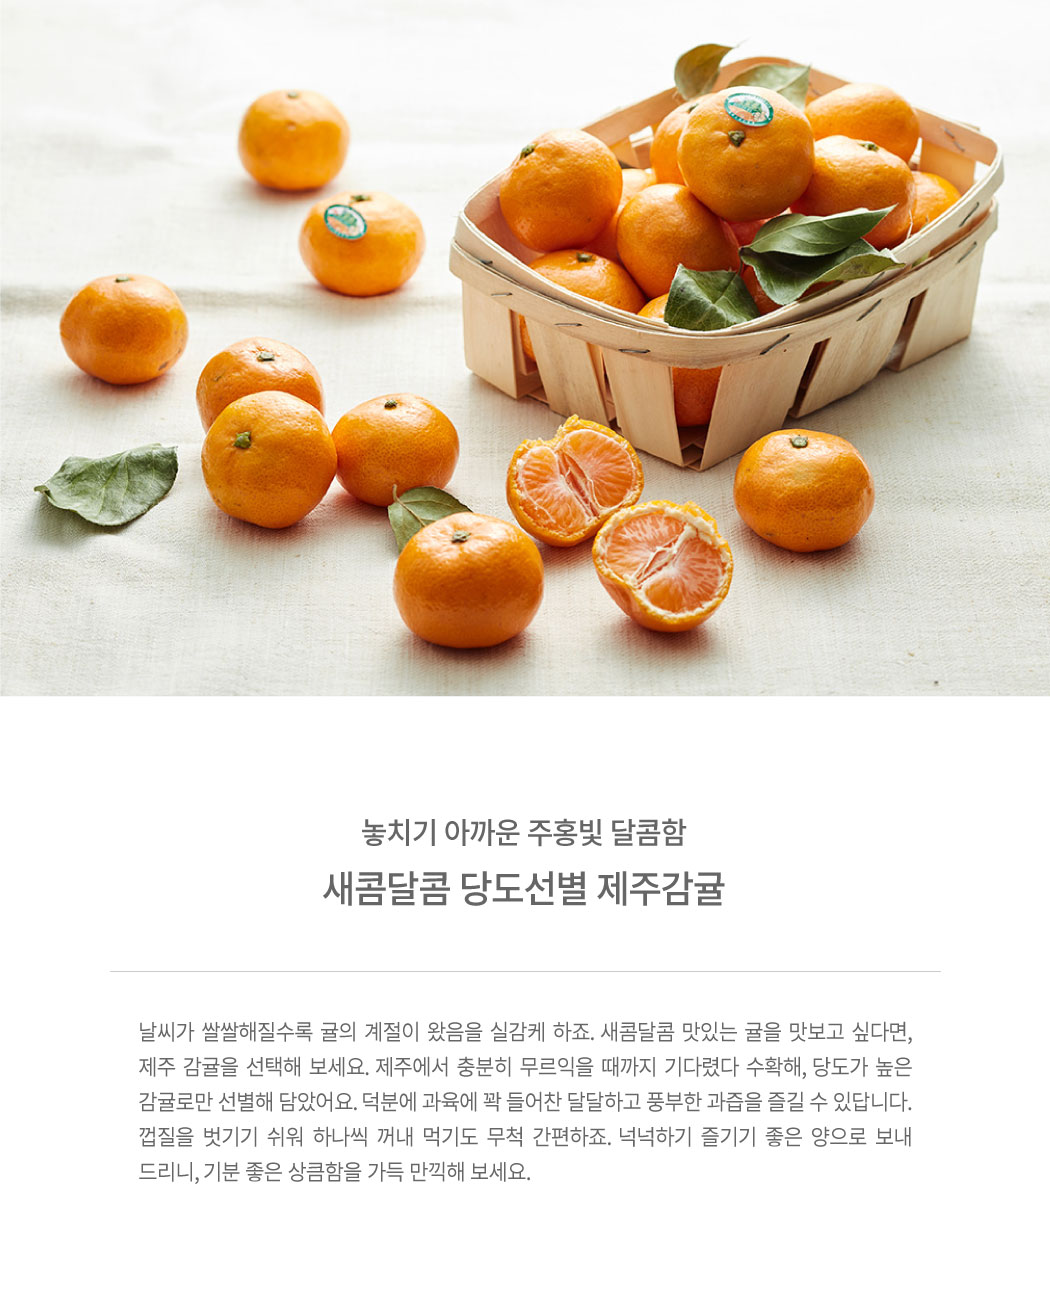 놓치기 아까운 주홍빛 달콤함
새콤달콤 당도선별 제주감귤
날씨가 쌀쌀해질수록 귤의 계절이 왔음을 실감케 하죠. 새콤달콤 맛있는 귤을 맛보고 싶다면,
제주 감귤을 선택해 보세요. 제주에서 충분히 무르익을 때까지 기다렸다 수확해, 당도가 높은
감귤로만 선별해 담았어요. 덕분에 과육에 꽉 들어찬 달달하고 풍부한 과즙을 즐길 수 있답니다.
껍질을 벗기기 쉬워 하나씩 꺼내 먹기도 무척 간편하죠. 넉넉하기 즐기기 좋은 양으로 보내
드리니, 기분 좋은 상큼함을 가득 만끽해 보세요.